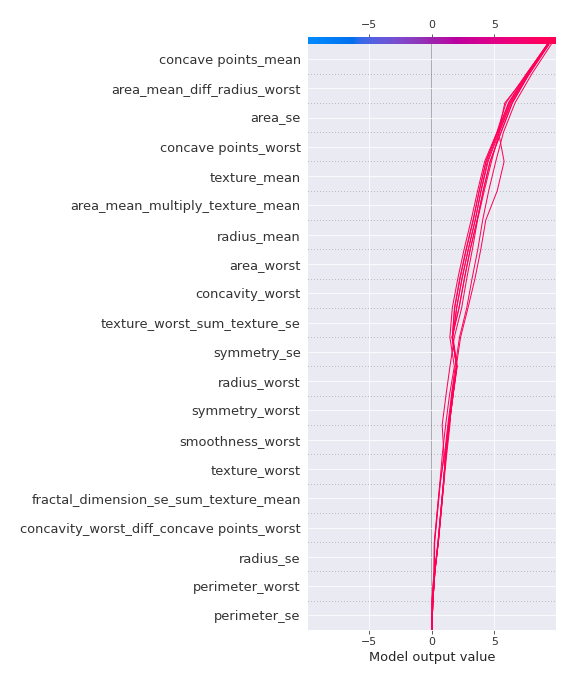 −5 0 5
concave points_mean
area_mean_diff_radius_worst
area_se
concave points_worst
texture_mean
area_mean_multiply_texture_mean
radius_mean
area_worst
concavity_worst
texture_worst_sum_texture_se
symmetry_se
radius_worst
symmetry_worst
smoothness_worst
texture_worst
fractal_dimension_se_sum_texture_mean
concavity_worst_diff_concave points_worst
radius_se
perimeter_worst
perimeter_se
−5 0 5
Model output value